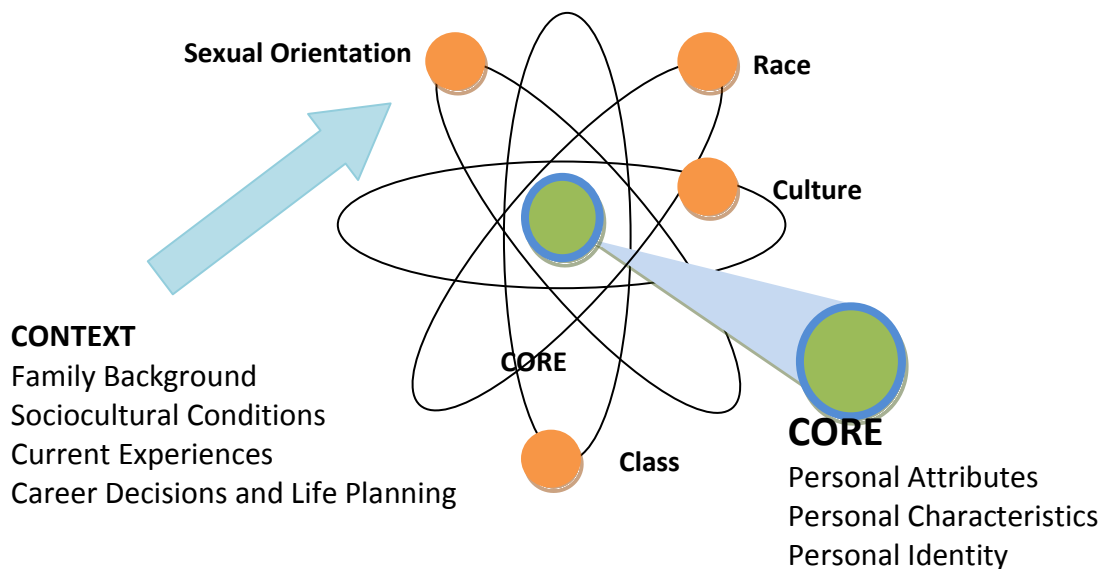 Sexual Orientation
Race
Culture
CONTEXT
Family Background
Sociocultural Conditions
Current Experiences
Career Decisions and Life Planning
CORE
Class
CORE
Personal Attributes
Personal Characteristics
Personal Identity